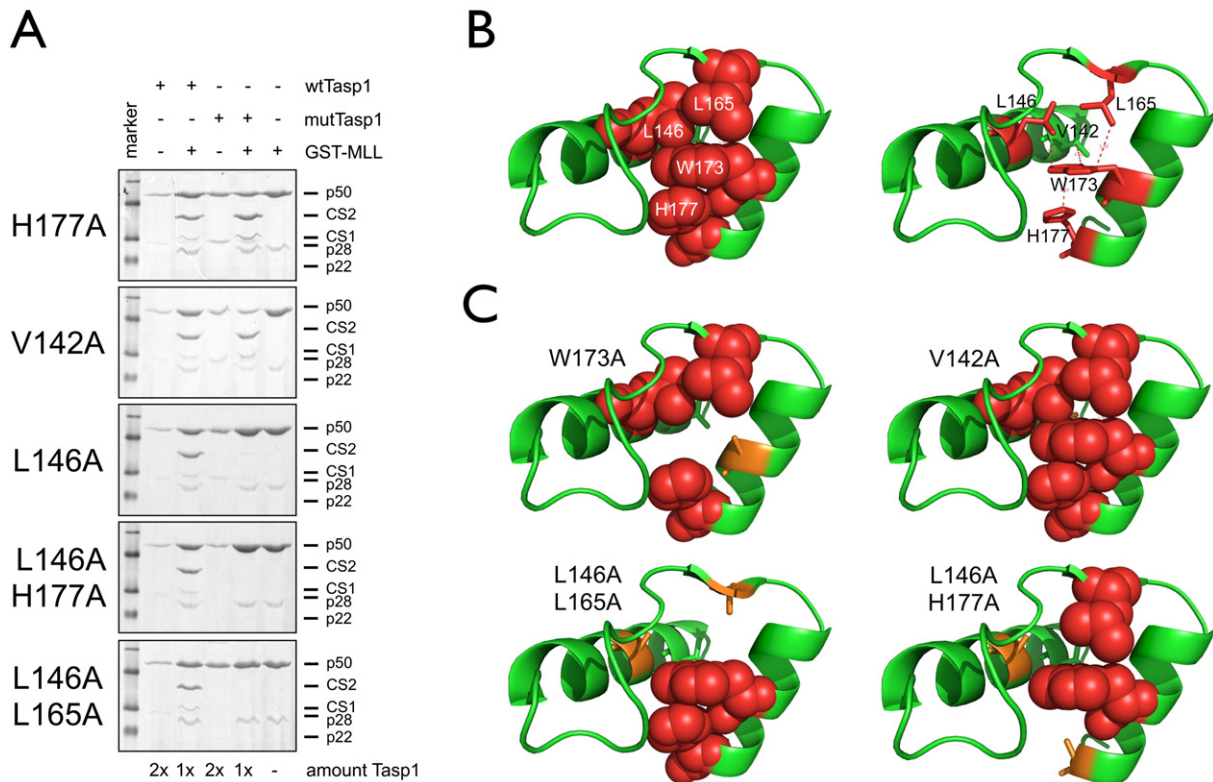 A
marker
wtTasp1 + + - - -
mutTasp1 - - + + -
GST-MLL - + - + +
H177A
p50
CS2
CS1
p28
p22
V142A
p50
CS2
CS1
p28
p22
L146A
p50
CS2
CS1
p28
p22
L146A
H177A
p50
CS2
CS1
p28
p22
L146A
L165A
p50
CS2
CS1
p28
p22
2x 1x 2x 1x - amount Tasp1
B
L165
L146
W173
H177
L146
L165
V142
W173
H177
C
W173A
V142A
L146A
L165A
L146A
H177A